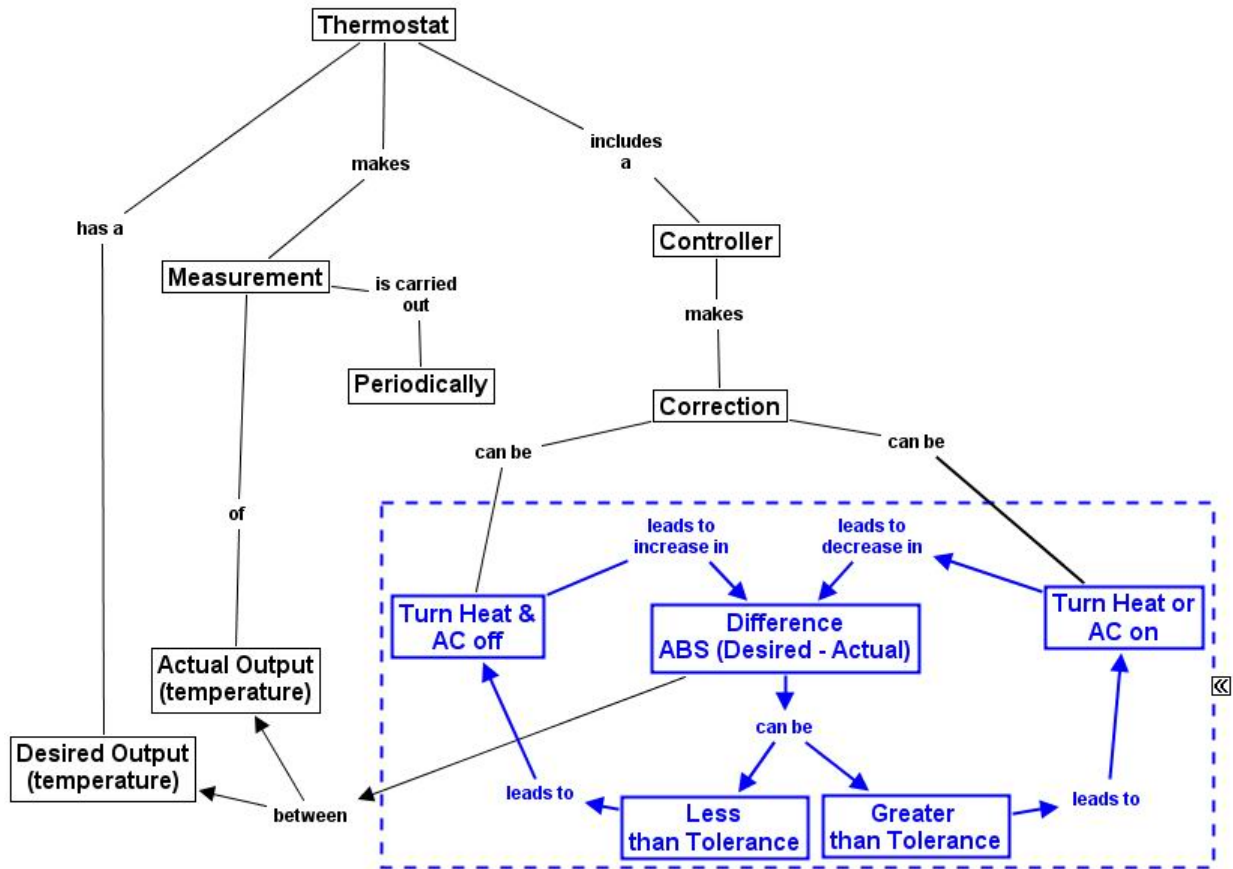 Thermostat
includes
a
makes
has a
Controller
Measurement
is carried
out
makes
Periodically
Correction
can be
can be
of
leads to
increase in
leads to
decrease in
Turn Heat &
AC off
Difference
ABS (Desired - Actual)
Turn Heat or
AC on
Actual Output
(temperature)
can be
Desired Output
(temperature)
between
leads to
Less
than Tolerance
Greater
than Tolerance
leads to